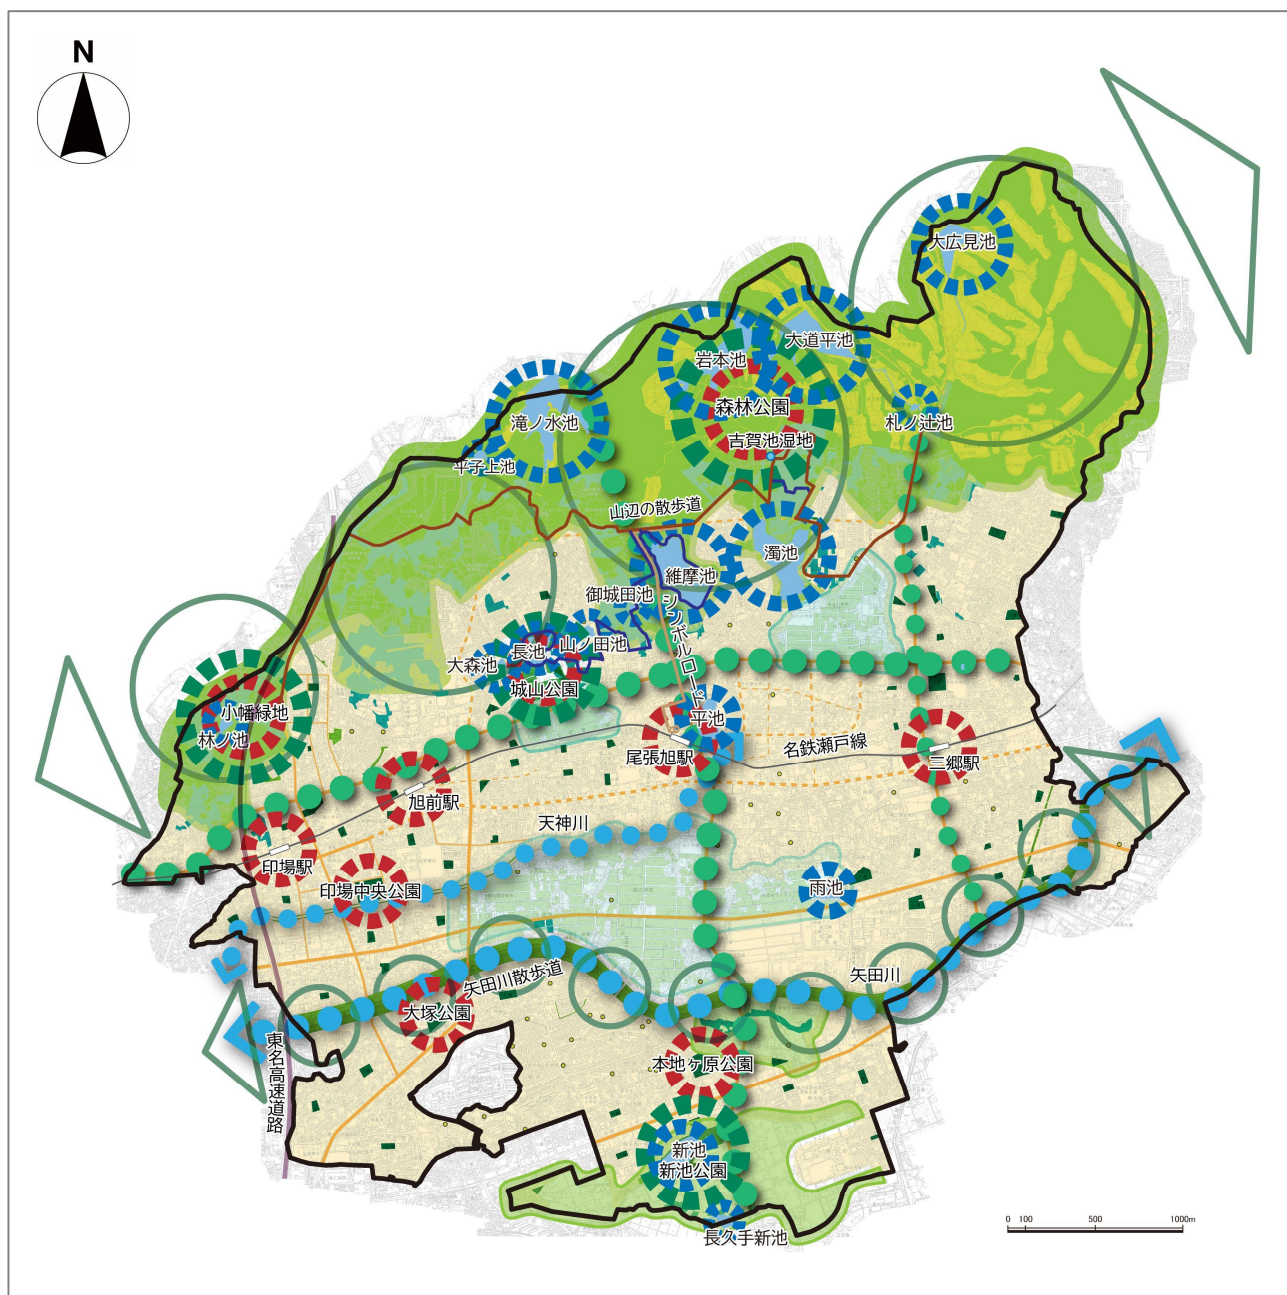 N
大広見池
大道平池
岩本池
森林公園
札ノ辻池
滝ノ水池
吉賀池湿地
平子上池
山辺の散歩道
濁池
維摩池
御城田池
シンボルロード
山ノ田池
長池
大森池
城山公園
小幡緑地
林ノ池
平池
尾張旭駅
名鉄瀬戸線
三郷駅
旭前駅
天神川
印場駅
印場中央公園
雨池
矢田川
矢田川散歩道
大塚公園
東名高速道路
本地ヶ原公園
新池
新池公園
長久手新池
0 100 500 1000m